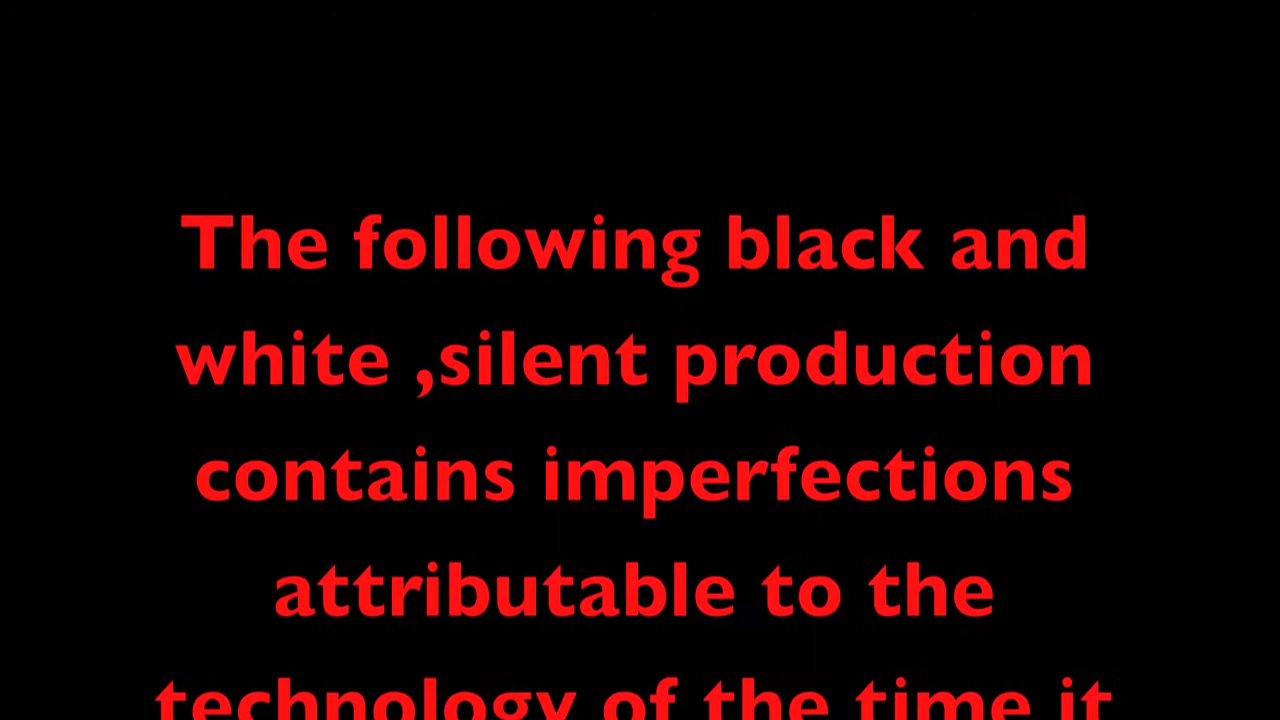 The following black and
white ,silent production
contains imperfections
attributable to the
technology of the time it